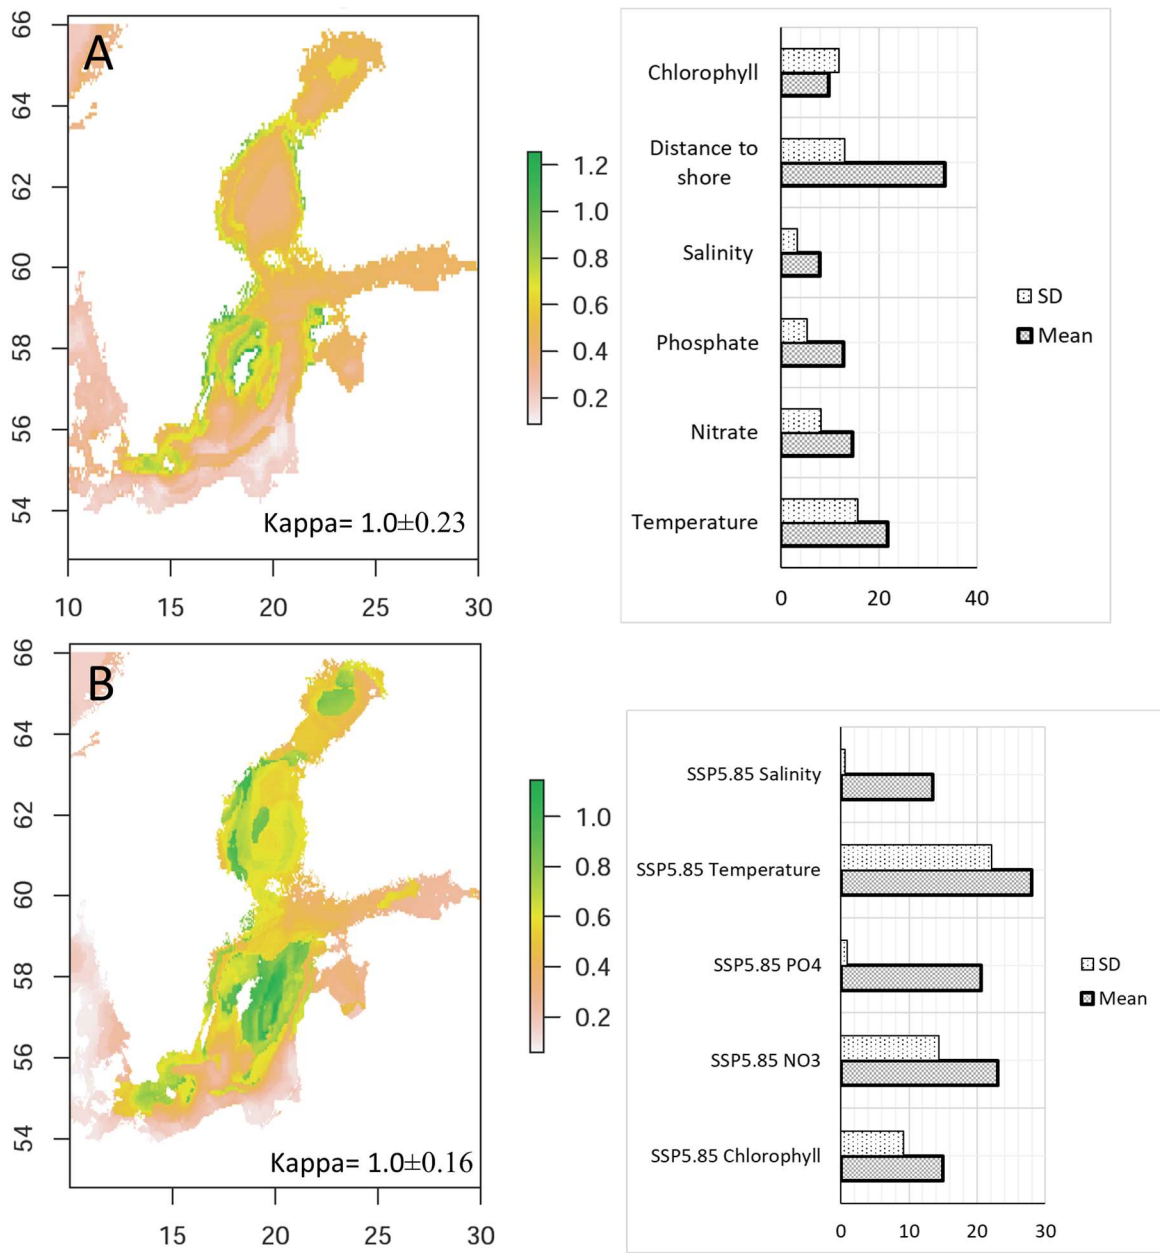 A
66
64
62
60
58
56
54
10 15 20 25 30
1.2
1.0
0.8
0.6
0.4
0.2
Kappa= 1.0±0.23
Chlorophyll
Distance to
shore
Salinity
Phosphate
Nitrate
Temperature
0 20 40
SD
Mean
B
66
64
62
60
58
56
54
15 20 25 30
1.0
0.8
0.6
0.4
0.2
Kappa= 1.0±0.16
SSP5.85 Salinity
SSP5.85 Temperature
SSP5.85 PO4
SSP5.85 NO3
SSP5.85 Chlorophyll
0 10 20 30
SD
Mean